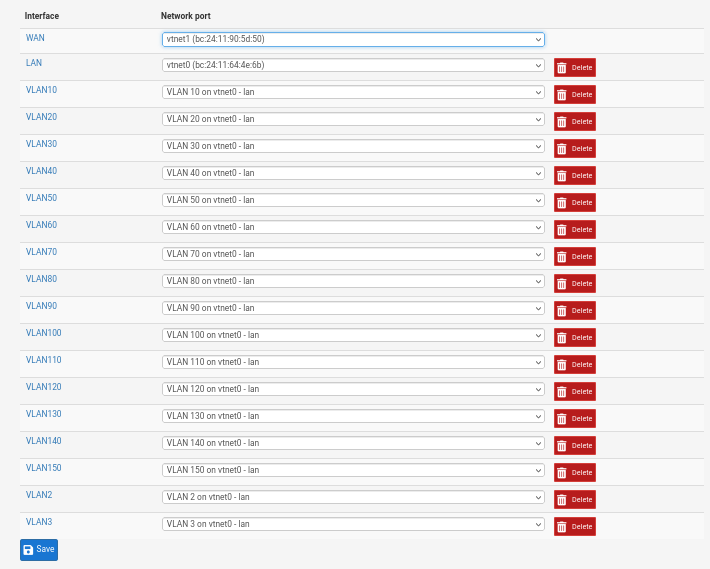 Interface Network port
WAN vtnet1 (bc:24:11:90:5d:50)
LAN vtnet0 (bc:24:11:64:4e:6b) Delete
VLAN10 VLAN 10 on vtnet0 - lan Delete
VLAN20 VLAN 20 on vtnet0 - lan Delete
VLAN30 VLAN 30 on vtnet0 - lan Delete
VLAN40 VLAN 40 on vtnet0 - lan Delete
VLAN50 VLAN 50 on vtnet0 - lan Delete
VLAN60 VLAN 60 on vtnet0 - lan Delete
VLAN70 VLAN 70 on vtnet0 - lan Delete
VLAN80 VLAN 80 on vtnet0 - lan Delete
VLAN90 VLAN 90 on vtnet0 - lan Delete
VLAN100 VLAN 100 on vtnet0 - lan Delete
VLAN110 VLAN 110 on vtnet0 - lan Delete
VLAN120 VLAN 120 on vtnet0 - lan Delete
VLAN130 VLAN 130 on vtnet0 - lan Delete
VLAN140 VLAN 140 on vtnet0 - lan Delete
VLAN150 VLAN 150 on vtnet0 - lan Delete
VLAN2 VLAN 2 on vtnet0 - lan Delete
VLAN3 VLAN 3 on vtnet0 - lan Delete
Save